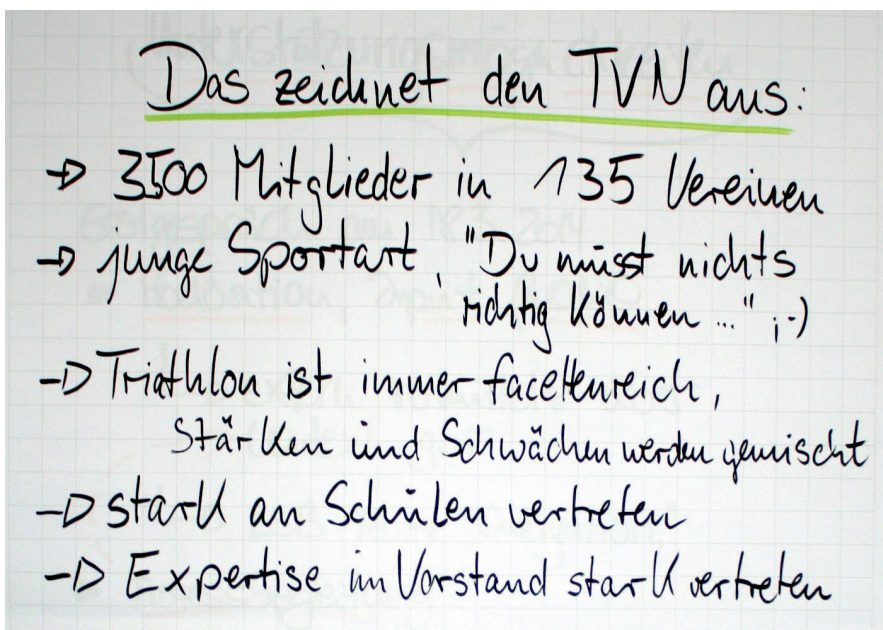 Das zeichnet den TVN aus:
→ 3500 Mitglieder in 135 Vereinen
→ junge Sportart, "Du musst nichts
richtig können ..." ;-)
→ Triathlon ist immer facettenreich,
Stärken und Schwächen werden gemischt
→ stark an Schulen vertreten
→ Expertise im Vorstand stark vertreten